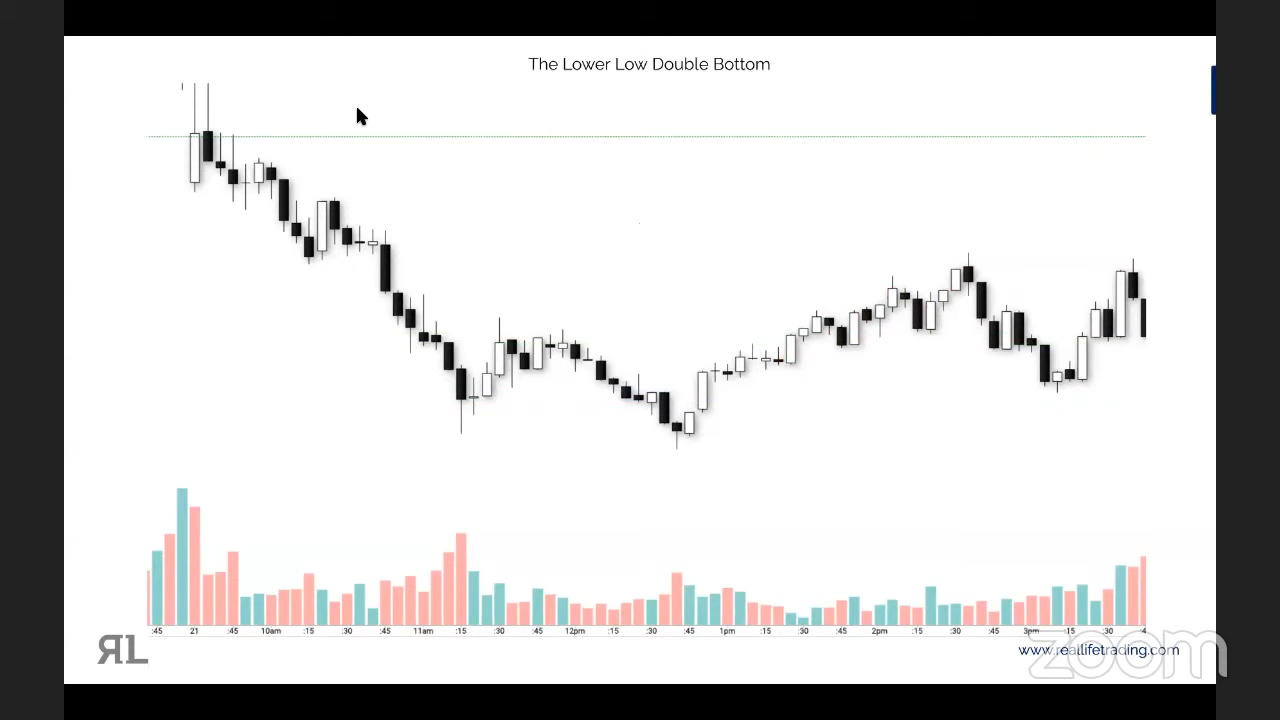 The Lower Low Double Bottom
:45 21 :45 10am :15 :30 :45 11am :15 :30 :45 12pm :15 :30 :45 1pm :15 :30 :45 2pm :15 :30 :45 3pm :15 :30 4
RL
www.reallifetrading.com
zoom